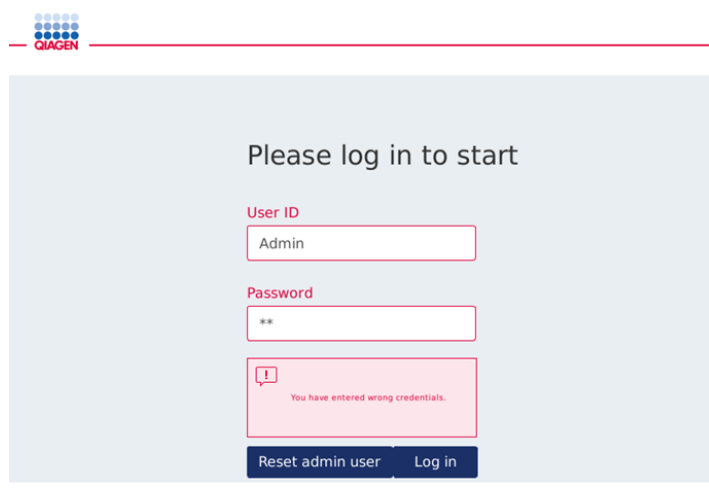 QIAGEN
Please log in to start
User ID
Admin
Password
**
!
You have entered wrong credentials.
Reset admin user
Log in